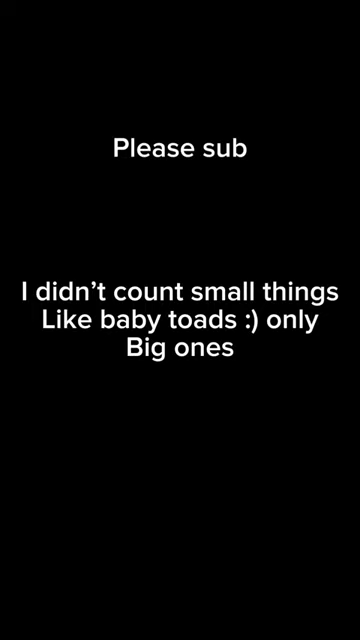 Please sub
I didn’t count small things
Like baby toads :) only
Big ones